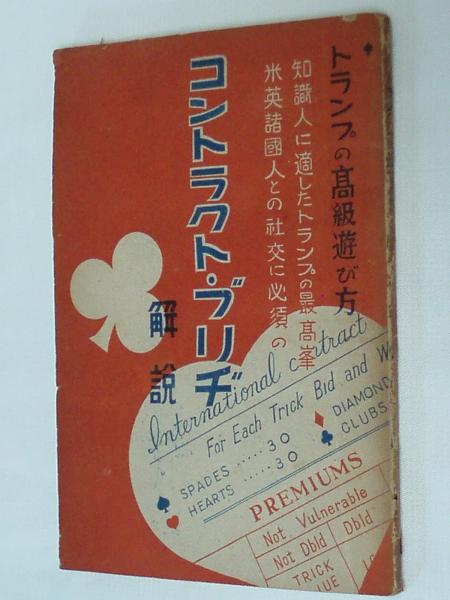 トランプの高級遊び方
知識人に適したトランプの最高峯
米英諸國人との社交に必須の
コントラクト・ブリヂ
解説
International contract
For Each Trick Bid and W
SPADES ..... 30
HEARTS ..... 30
DIAMOND
CLUBS
PREMIUMS
Not Vulnerable
Not Dbld
Dbld
TRICK